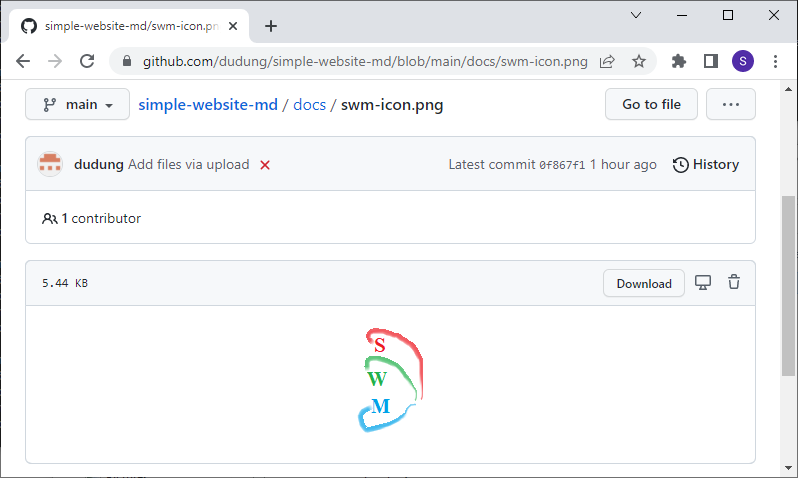 simple-website-md/swm-icon.pn
github.com/dudung/simple-website-md/blob/main/docs/swm-icon.png
S
main
simple-website-md / docs / swm-icon.png
Go to file
dudung Add files via upload
Latest commit 0f867f1 1 hour ago
History
1 contributor
5.44 KB
Download
S
W
M